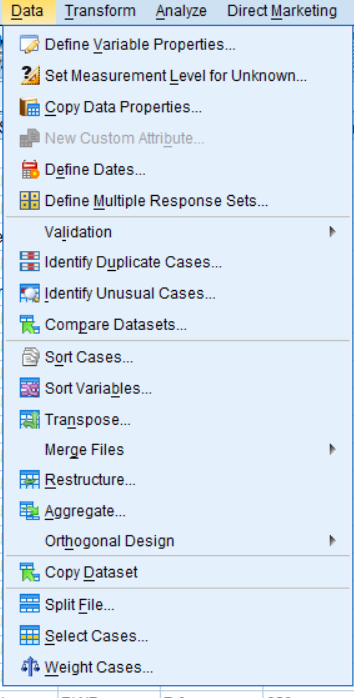 Data Transform Analyze Direct Marketing
Define Variable Properties...
Set Measurement Level for Unknown...
Copy Data Properties...
New Custom Attribute...
Define Dates...
Define Multiple Response Sets...
Validation
Identify Duplicate Cases...
Identify Unusual Cases...
Compare Datasets...
Sort Cases...
Sort Variables...
Transpose...
Merge Files
Restructure...
Aggregate...
Orthogonal Design
Copy Dataset
Split File...
Select Cases...
Weight Cases...